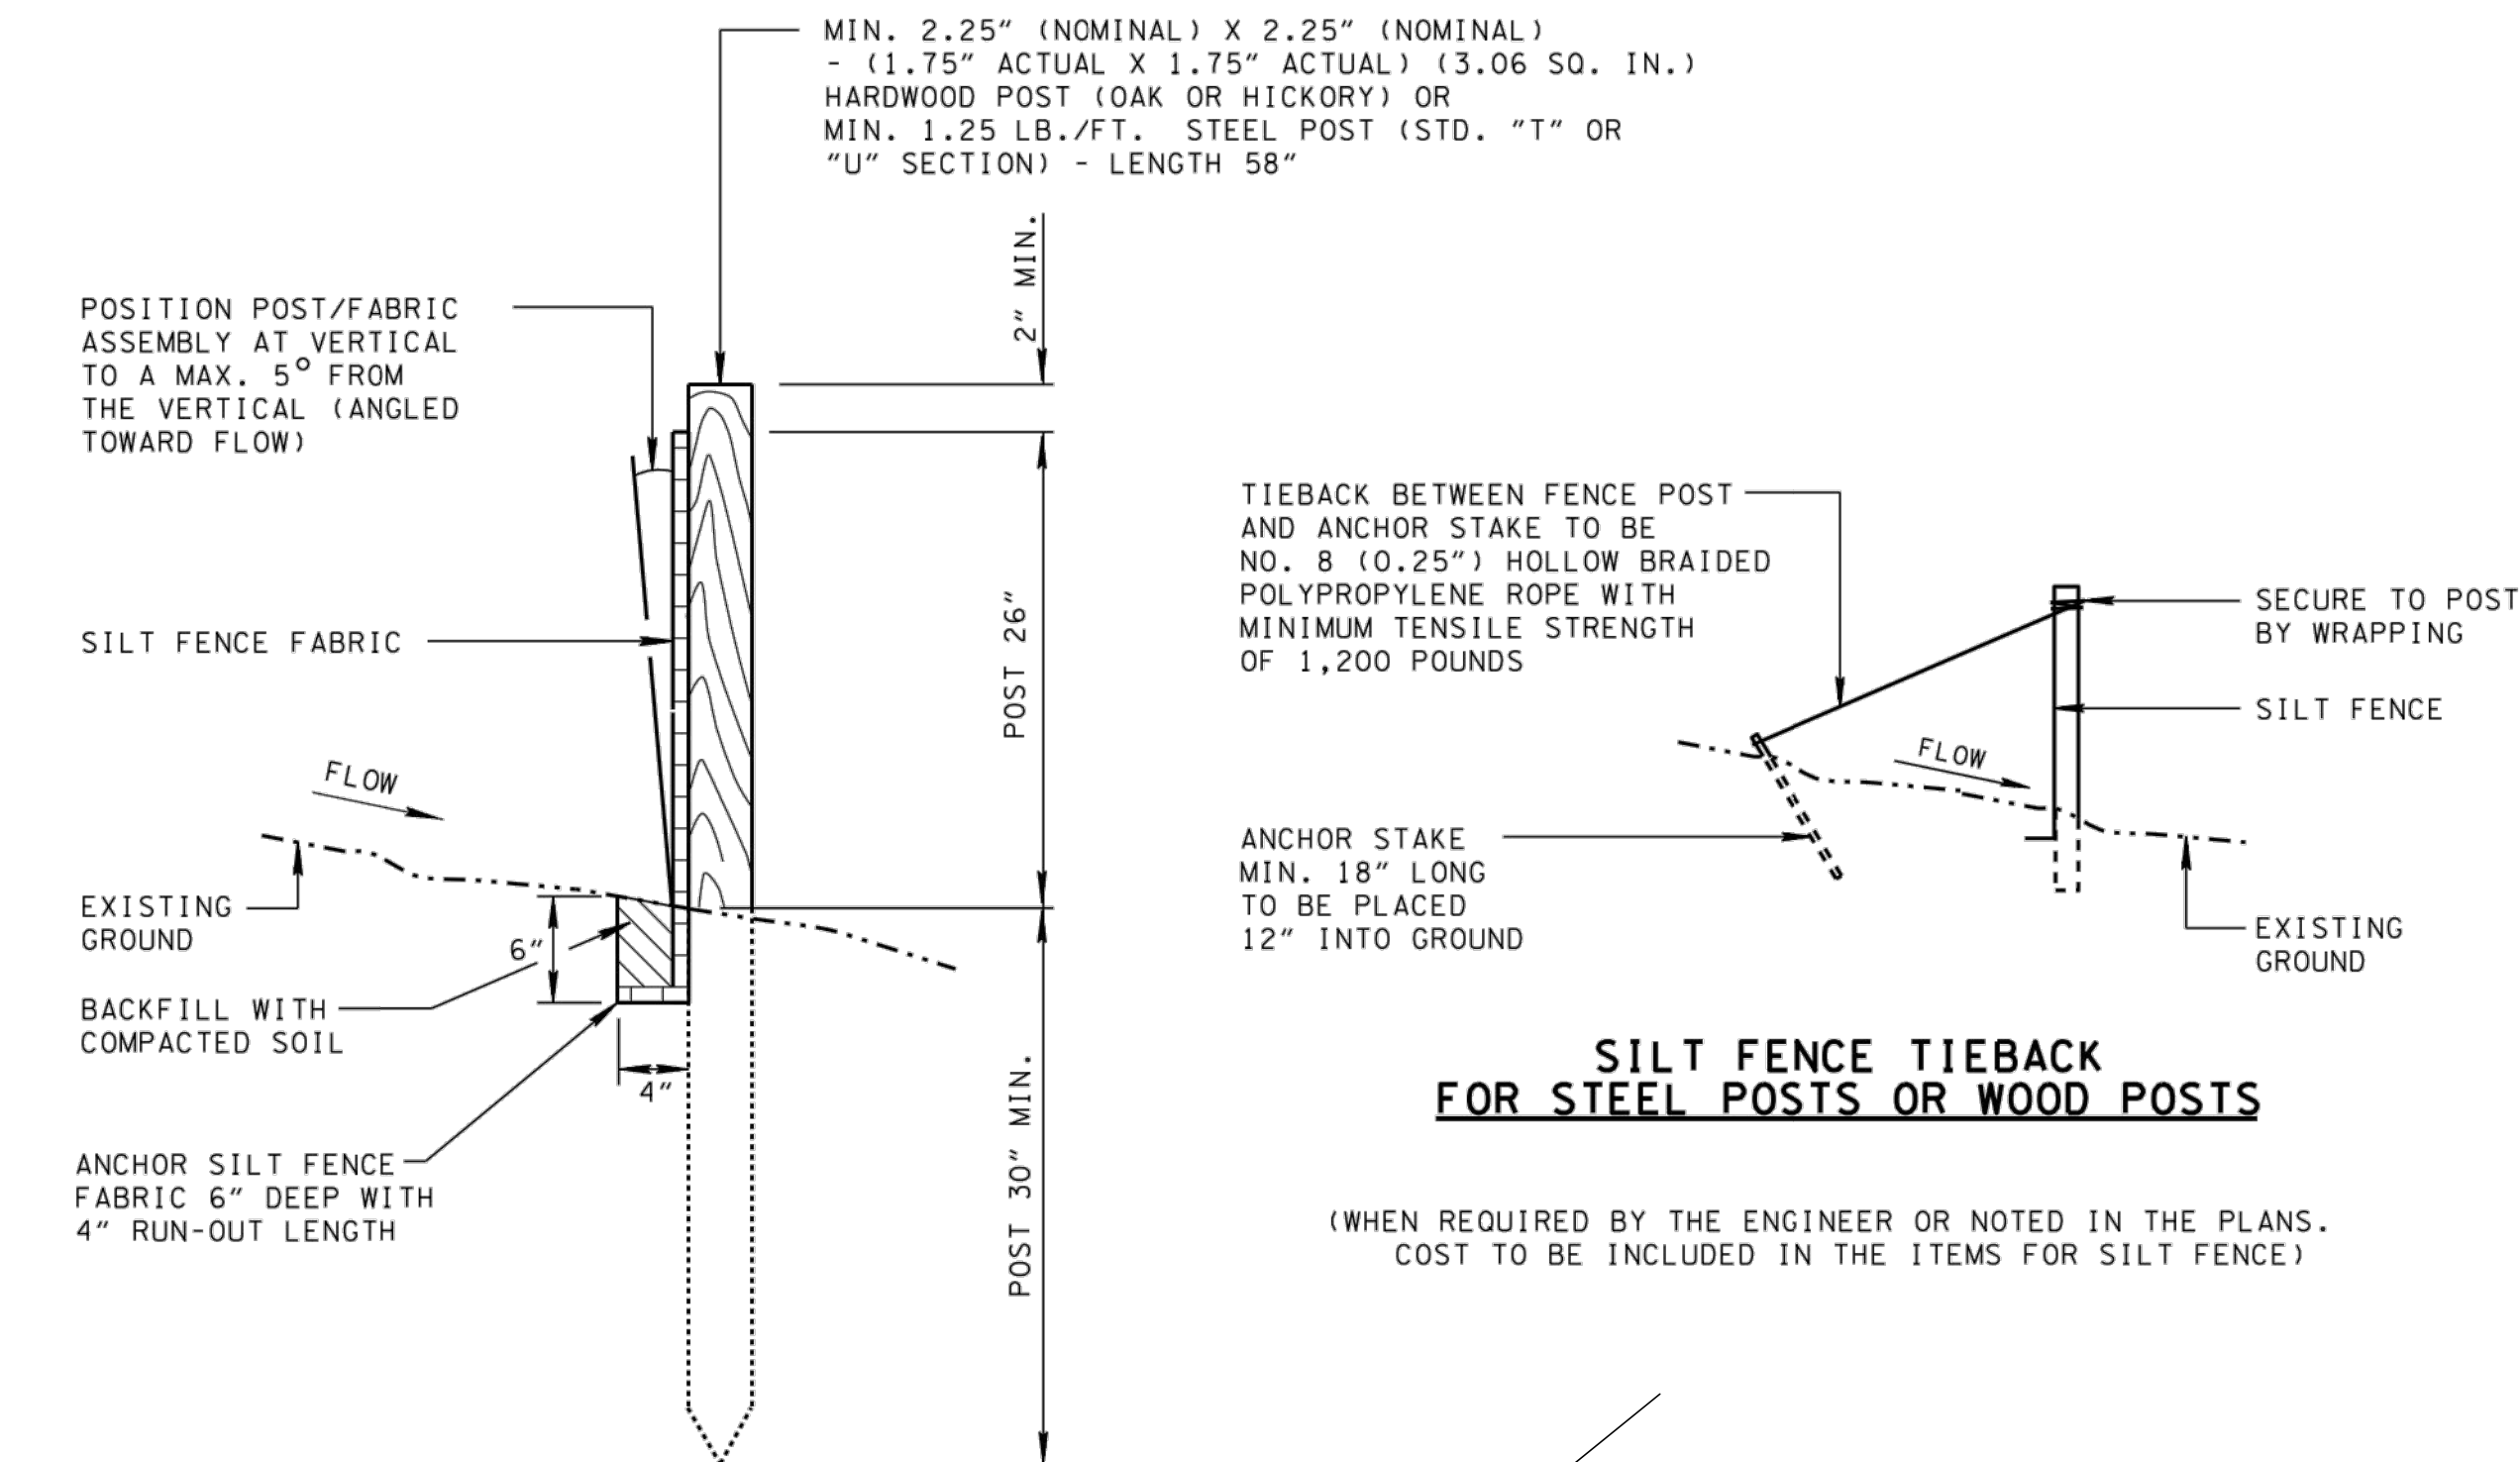 MIN. 2.25" (NOMINAL) X 2.25" (NOMINAL)
- (1.75" ACTUAL X 1.75" ACTUAL) (3.06 SQ. IN.)
HARDWOOD POST (OAK OR HICKORY) OR
MIN. 1.25 LB./FT. STEEL POST (STD. "T" OR
"U" SECTION) - LENGTH 58"
2" MIN.
POSITION POST/FABRIC
ASSEMBLY AT VERTICAL
TO A MAX. 5° FROM
THE VERTICAL (ANGLED
TOWARD FLOW)
SILT FENCE FABRIC
POST 26"
FLOW
EXISTING
GROUND
6"
BACKFILL WITH
COMPACTED SOIL
4"
ANCHOR SILT FENCE
FABRIC 6" DEEP WITH
4" RUN-OUT LENGTH
POST 30" MIN.
TIEBACK BETWEEN FENCE POST
AND ANCHOR STAKE TO BE
NO. 8 (0.25") HOLLOW BRAIDED
POLYPROPYLENE ROPE WITH
MINIMUM TENSILE STRENGTH
OF 1,200 POUNDS
SECURE TO POST
BY WRAPPING
SILT FENCE
FLOW
ANCHOR STAKE
MIN. 18" LONG
TO BE PLACED
12" INTO GROUND
EXISTING
GROUND
SILT FENCE TIEBACK
FOR STEEL POSTS OR WOOD POSTS
(WHEN REQUIRED BY THE ENGINEER OR NOTED IN THE PLANS.
COST TO BE INCLUDED IN THE ITEMS FOR SILT FENCE)